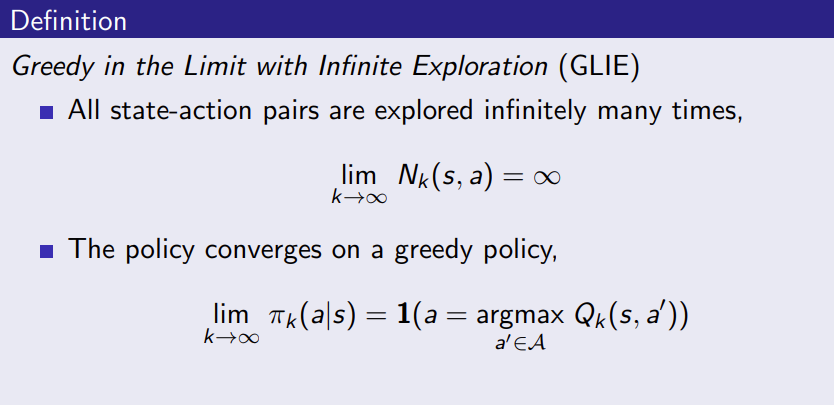 Definition
Greedy in the Limit with Infinite Exploration (GLIE)
All state-action pairs are explored infinitely many times,
lim N_k(s, a) = ∞
k→∞
The policy converges on a greedy policy,
lim π_k(a|s) = 1(a = argmax Q_k(s, a′))
k→∞ a′∈𝒜